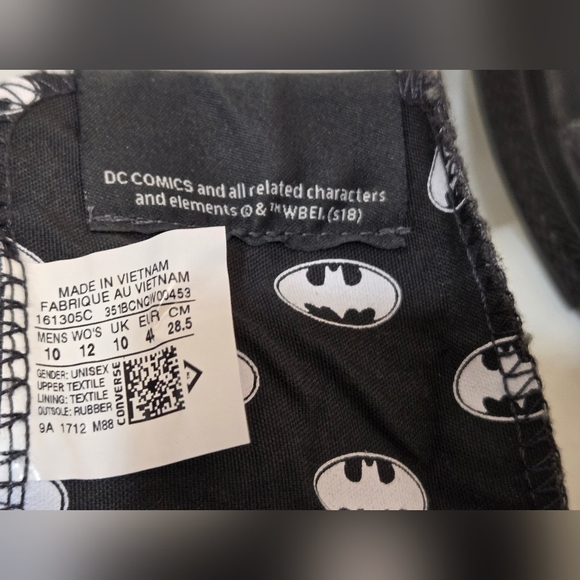 DC COMICS and all related characters
and elements © & ™ WBEI. (s18)
MADE IN VIETNAM
FABRIQUE AU VIETNAM
161305C
MENS WO'S UK EUR CM
10 12 10 28.5
GENDER: UNISEX
UPPER TEXTILE
LINING: TEXTILE
OUTSOLE: RUBBER
CONVERSE
9A 1712 M88